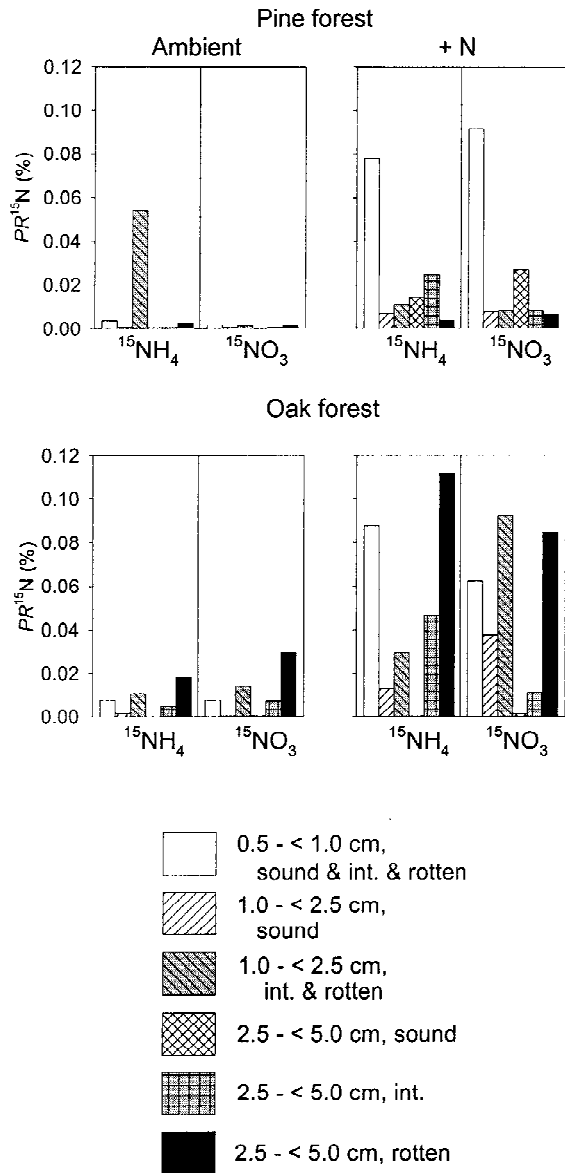 Pine forest
Ambient
+ N
PR¹⁵N (%)
0.12
0.10
0.08
0.06
0.04
0.02
0.00
¹⁵NH₄
¹⁵NO₃
¹⁵NH₄
¹⁵NO₃
Oak forest
PR¹⁵N (%)
0.12
0.10
0.08
0.06
0.04
0.02
0.00
¹⁵NH₄
¹⁵NO₃
¹⁵NH₄
¹⁵NO₃
0.5 - < 1.0 cm,
sound & int. & rotten
1.0 - < 2.5 cm,
sound
1.0 - < 2.5 cm,
int. & rotten
2.5 - < 5.0 cm, sound
2.5 - < 5.0 cm, int.
2.5 - < 5.0 cm, rotten